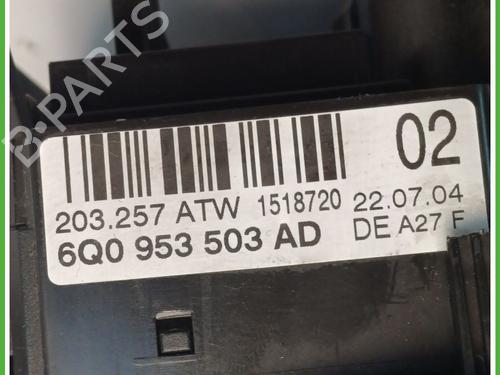 B-PARTS
02
203.257 ATW 1518720 22.07.04
6Q0 953 503 AD DE A27 F